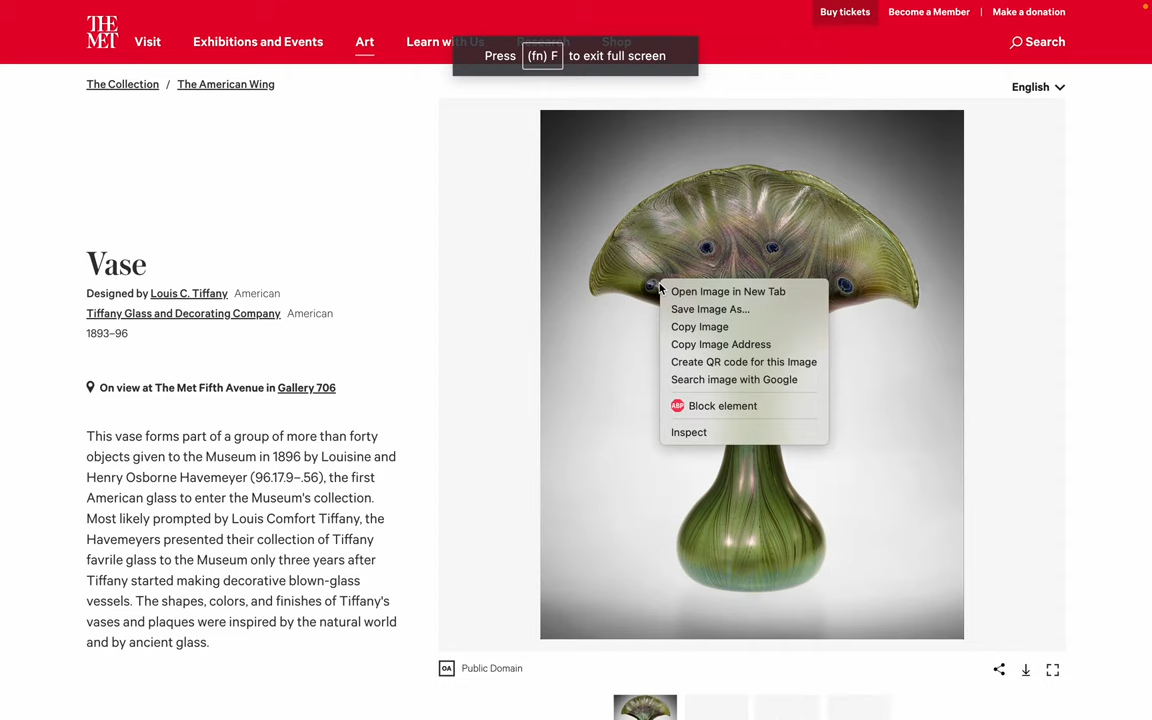 Buy tickets
Become a Member
Make a donation
THE MET
Visit
Exhibitions and Events
Art
Learn with Us
Research
Shop
Search
Press (fn) F to exit full screen
The Collection / The American Wing
English
Vase
Designed by Louis C. Tiffany American
Tiffany Glass and Decorating Company American
1893–96
On view at The Met Fifth Avenue in Gallery 706
This vase forms part of a group of more than forty
objects given to the Museum in 1896 by Louisine and
Henry Osborne Havemeyer (96.17.9–.56), the first
American glass to enter the Museum's collection.
Most likely prompted by Louis Comfort Tiffany, the
Havemeyers presented their collection of Tiffany
favrile glass to the Museum only three years after
Tiffany started making decorative blown-glass
vessels. The shapes, colors, and finishes of Tiffany's
vases and plaques were inspired by the natural world
and by ancient glass.
Open Image in New Tab
Save Image As...
Copy Image
Copy Image Address
Create QR code for this Image
Search image with Google
ABP Block element
Inspect
OA Public Domain